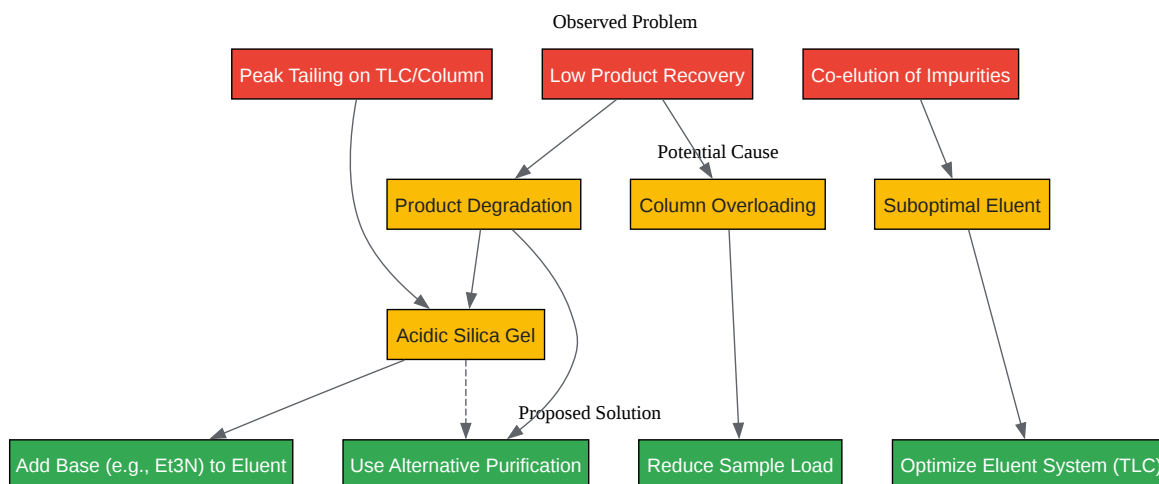 Observed Problem
Peak Tailing on TLC/Column
Low Product Recovery
Co-elution of Impurities
Potential Cause
Product Degradation
Column Overloading
Suboptimal Eluent
Acidic Silica Gel
Proposed Solution
Add Base (e.g., Et3N) to Eluent
Use Alternative Purification
Reduce Sample Load
Optimize Eluent System (TLC)